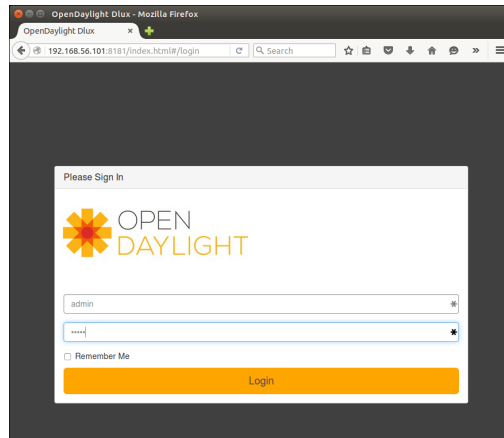 OpenDaylight Dlux - Mozilla Firefox
OpenDaylight Dlux
192.168.56.101:8181/index.html#/login
Search
Please Sign In
OPEN
DAYLIGHT
admin
•••••
Remember Me
Login